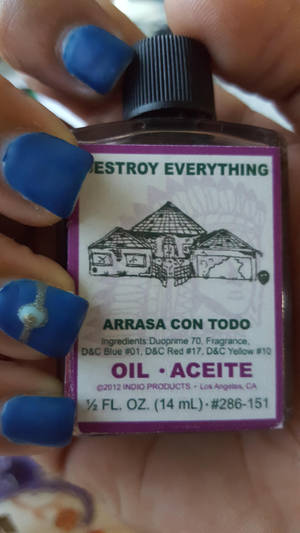 DESTROY EVERYTHING
ARRASA CON TODO
Ingredients:Duoprime 70, Fragrance,
D&C Blue #01, D&C Red #17, D&C Yellow #10
OIL • ACEITE
©2012 INDIO PRODUCTS • Los Angeles, CA
½ FL. OZ. (14 mL) • #286-151